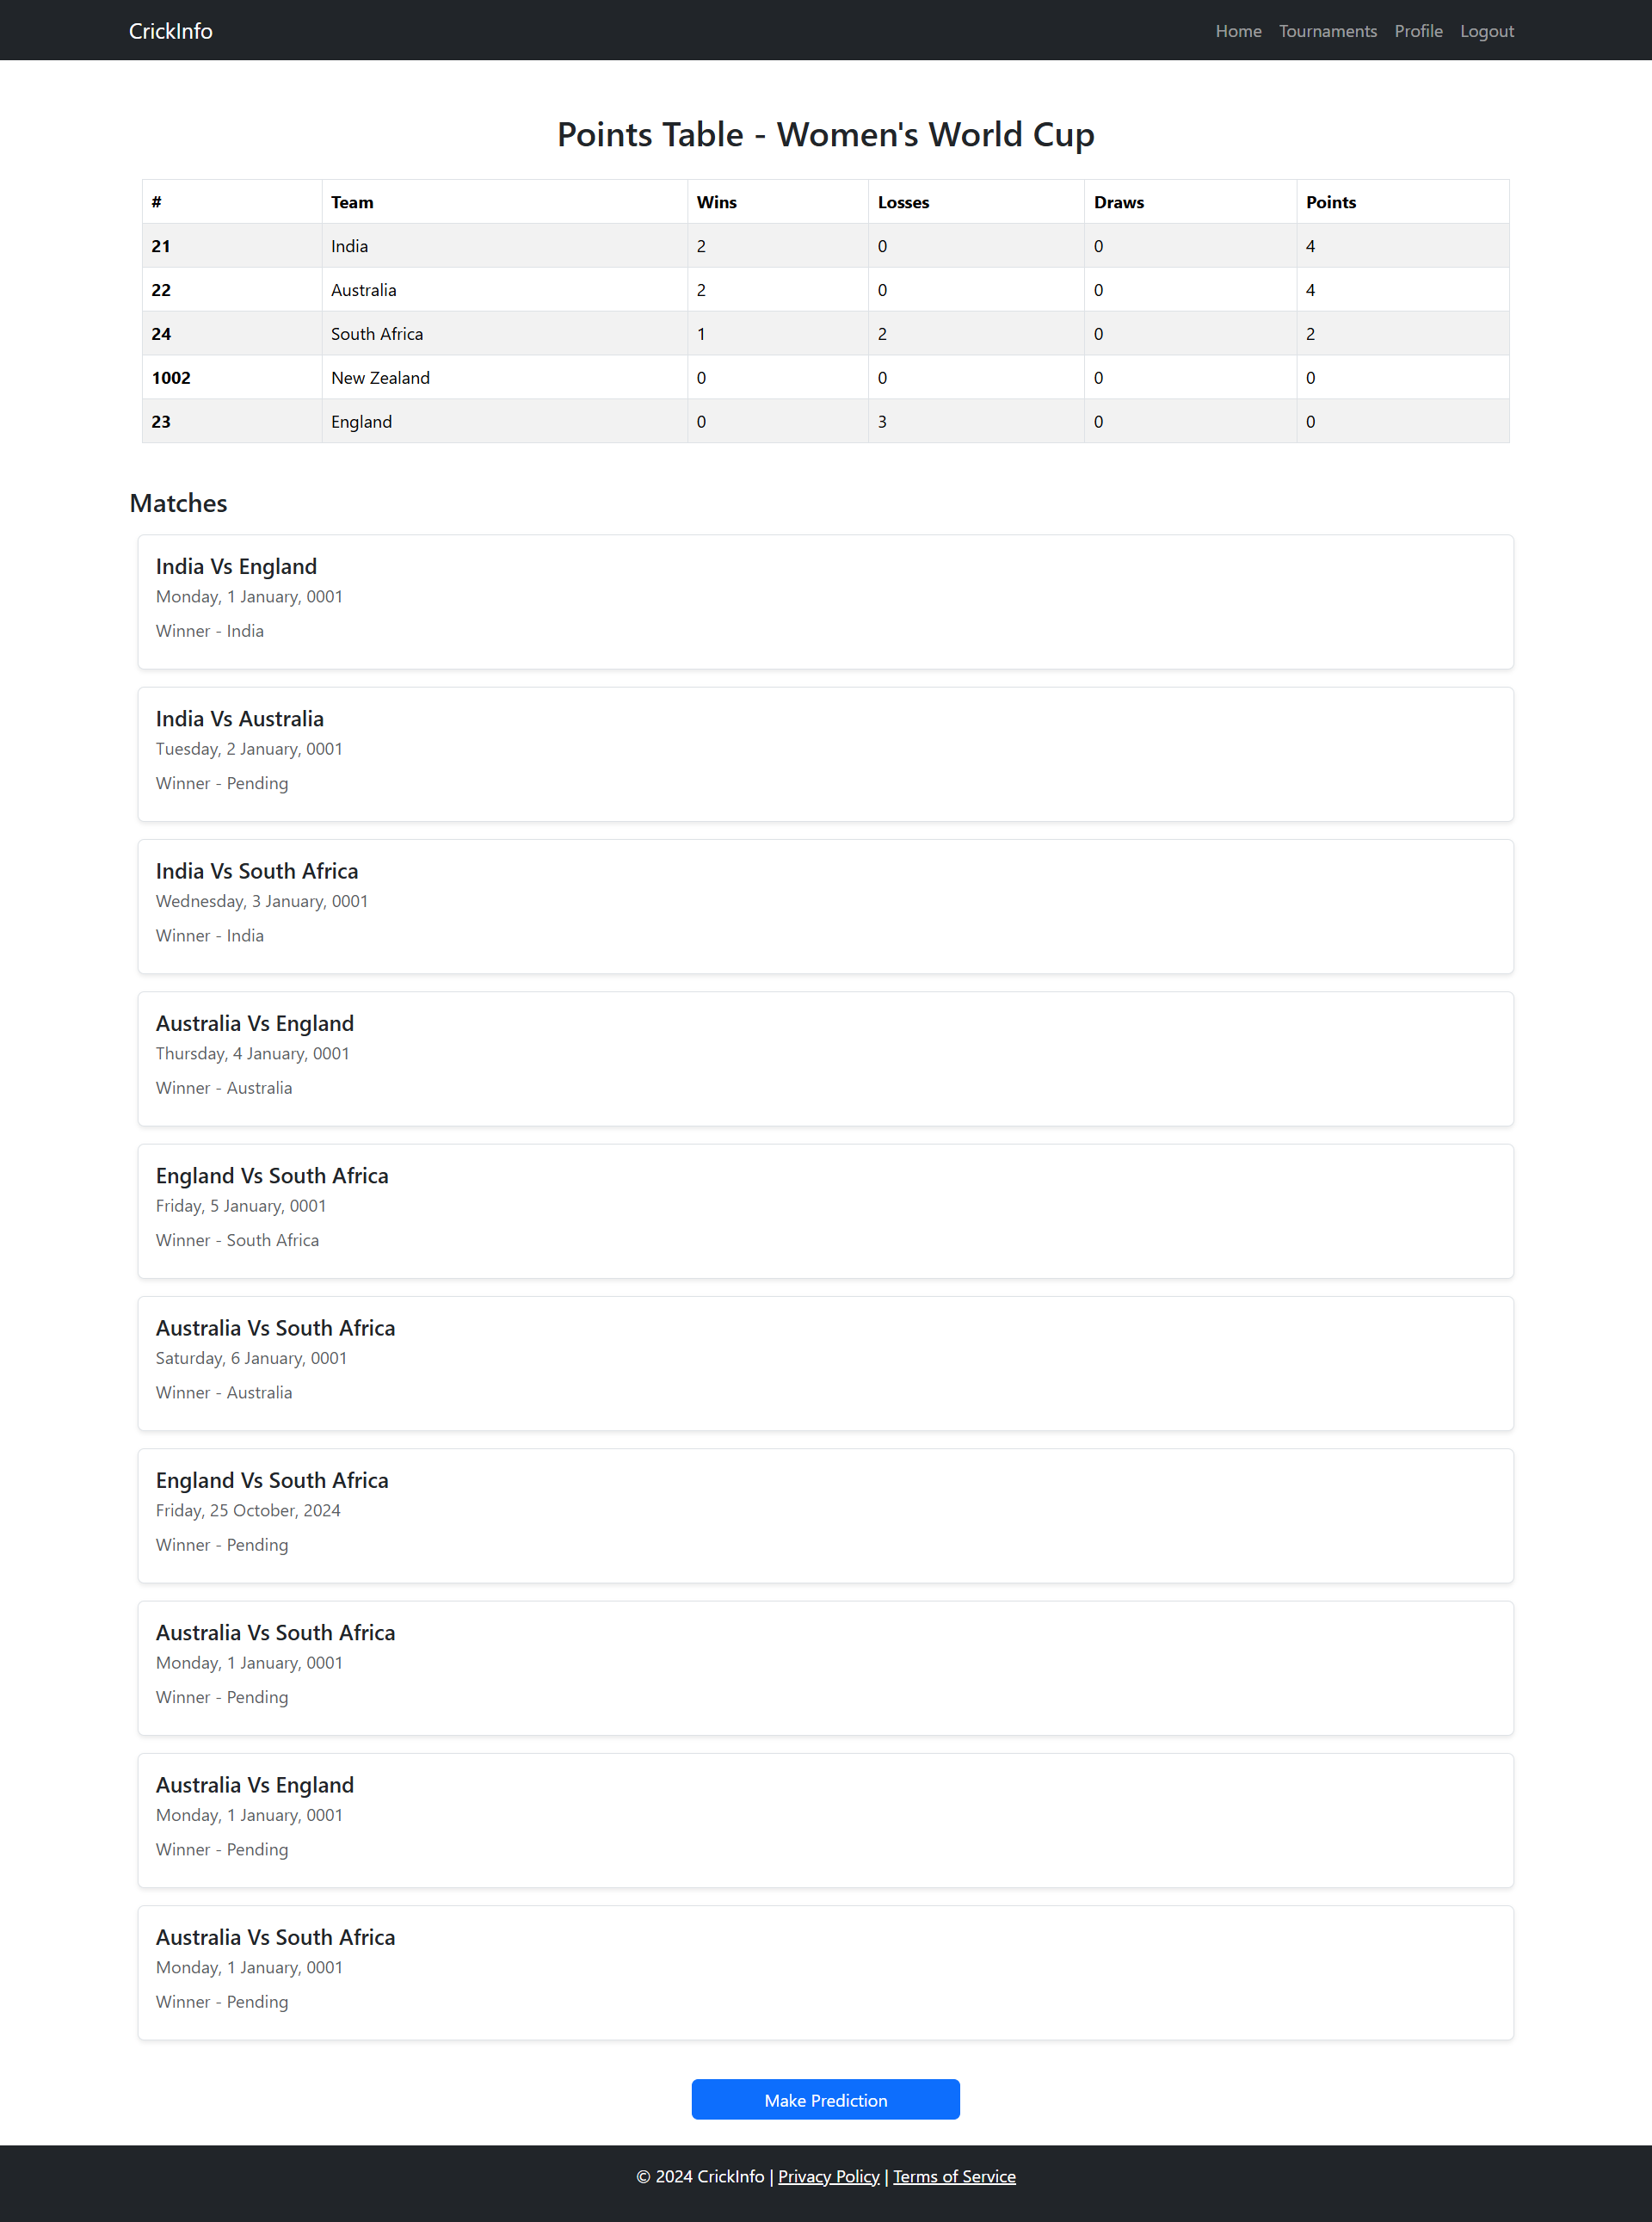 CrickInfo Home Tournaments Profile Logout
Points Table - Women's World Cup
# Team Wins Losses Draws Points
21 India 2 0 0 4
22 Australia 2 0 0 4
24 South Africa 1 2 0 2
1002 New Zealand 0 0 0 0
23 England 0 3 0 0
Matches
India Vs England
Monday, 1 January, 0001
Winner - India
India Vs Australia
Tuesday, 2 January, 0001
Winner - Pending
India Vs South Africa
Wednesday, 3 January, 0001
Winner - India
Australia Vs England
Thursday, 4 January, 0001
Winner - Australia
England Vs South Africa
Friday, 5 January, 0001
Winner - South Africa
Australia Vs South Africa
Saturday, 6 January, 0001
Winner - Australia
England Vs South Africa
Friday, 25 October, 2024
Winner - Pending
Australia Vs South Africa
Monday, 1 January, 0001
Winner - Pending
Australia Vs England
Monday, 1 January, 0001
Winner - Pending
Australia Vs South Africa
Monday, 1 January, 0001
Winner - Pending
Make Prediction
© 2024 CrickInfo | Privacy Policy | Terms of Service